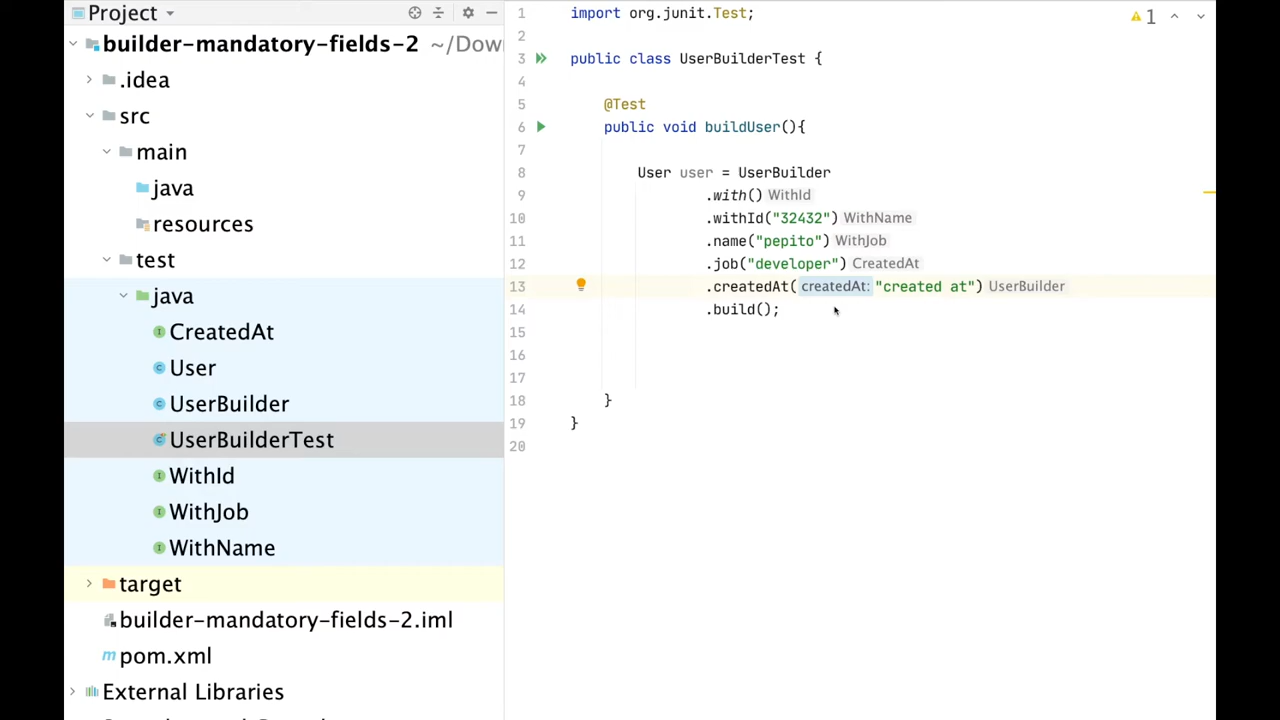 Project
builder-mandatory-fields-2 ~/Dow
.idea
src
main
java
resources
test
java
CreatedAt
User
UserBuilder
UserBuilderTest
WithId
WithJob
WithName
target
builder-mandatory-fields-2.iml
pom.xml
External Libraries
1 import org.junit.Test;
2
3 public class UserBuilderTest {
4
5 @Test
6 public void buildUser(){
7
8 User user = UserBuilder
9 .with() WithId
10 .withId("32432") WithName
11 .name("pepito") WithJob
12 .job("developer") CreatedAt
13 .createdAt( createdAt: "created at") UserBuilder
14 .build();
15
16
17
18 }
19 }
20
1